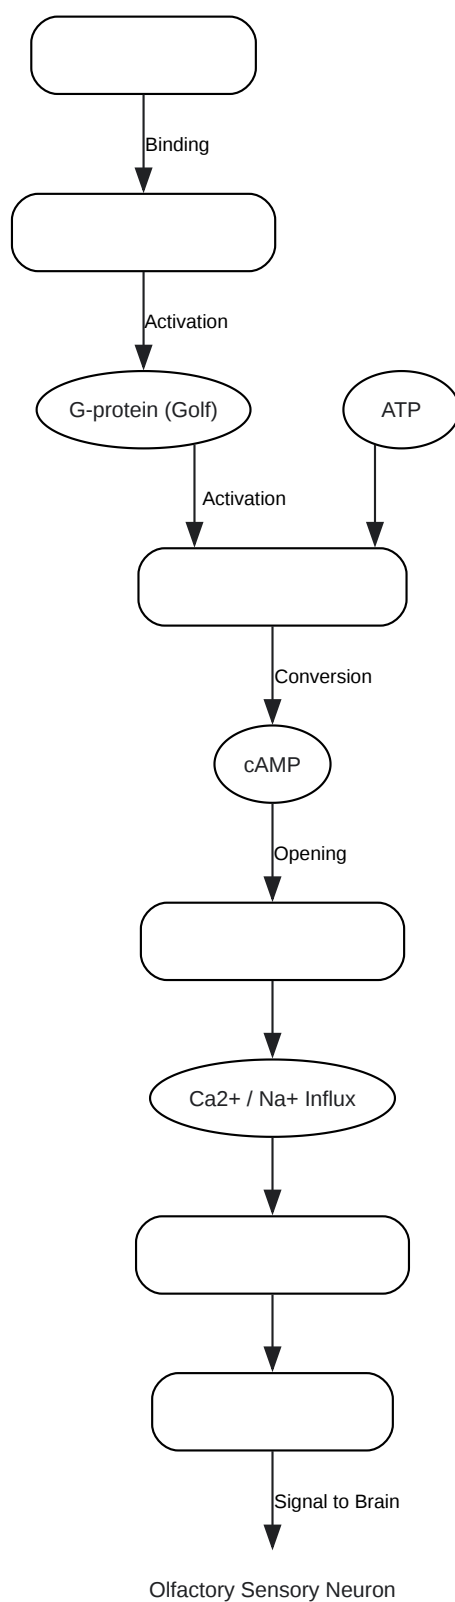 Binding
Activation
G-protein (Golf)
ATP
Activation
Conversion
cAMP
Opening
Ca2+ / Na+ Influx
Signal to Brain
Olfactory Sensory Neuron